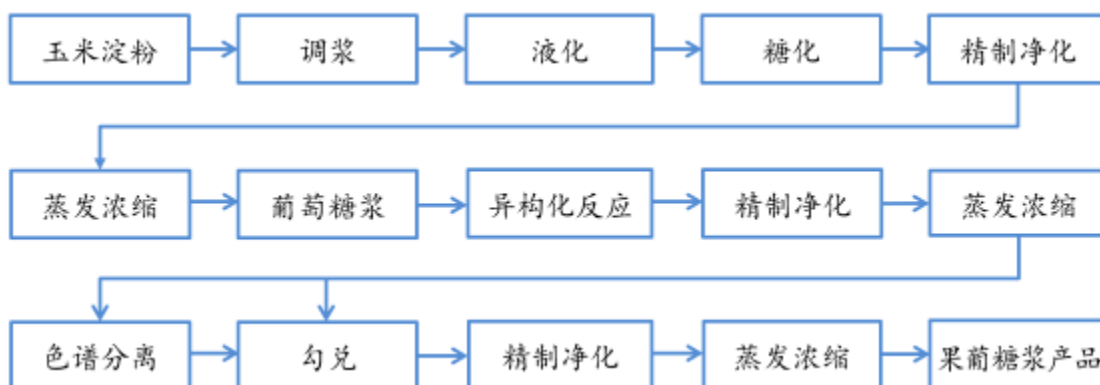 玉米淀粉
调浆
液化
糖化
精制净化
蒸发浓缩
葡萄糖浆
异构化反应
精制净化
蒸发浓缩
色谱分离
勾兑
精制净化
蒸发浓缩
果葡糖浆产品